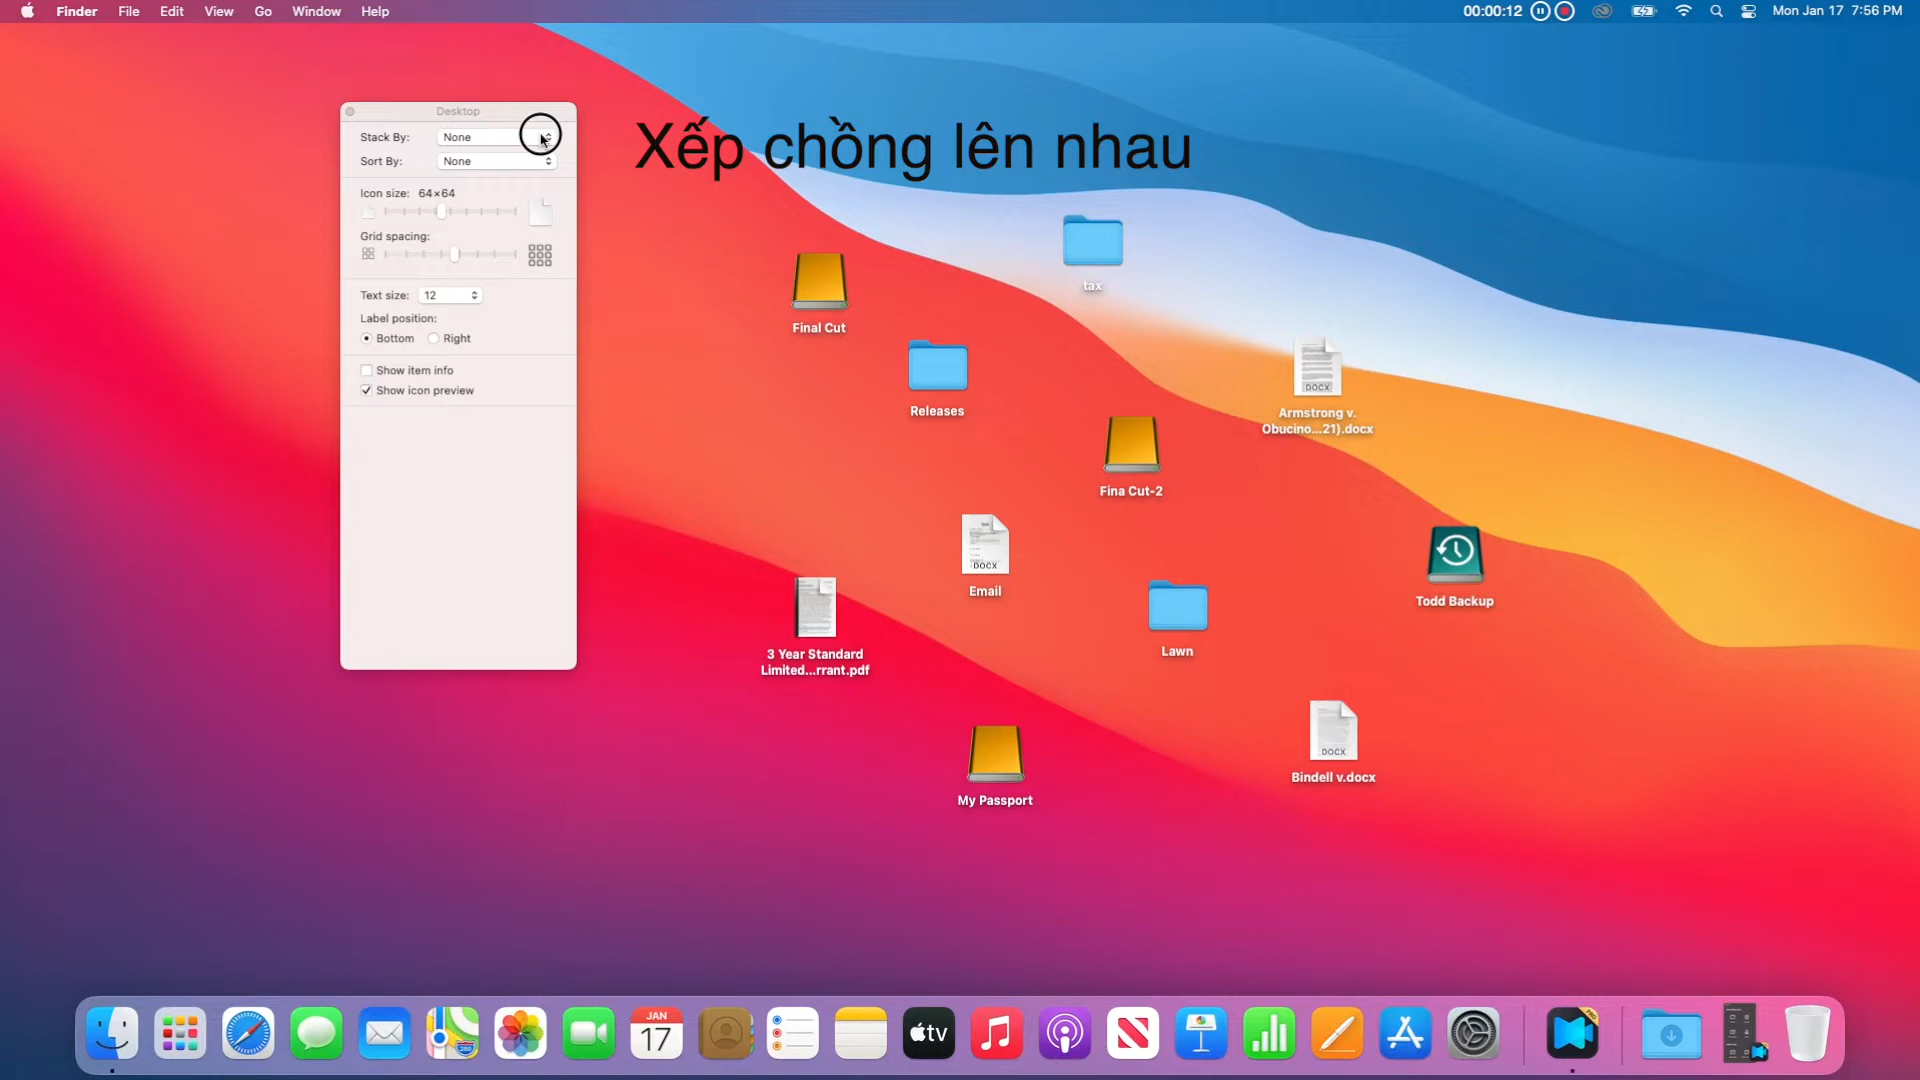 Finder File Edit View Go Window Help
00:00:12 Mon Jan 17 7:56 PM
Desktop
Stack By: None
Sort By: None
Icon size: 64×64
Grid spacing:
Text size: 12
Label position:
Bottom Right
Show item info
Show icon preview
Xếp chồng lên nhau
tax
Final Cut
Releases
DOCX
Armstrong v.
Obucino...21).docx
Fina Cut-2
DOCX
Email
Todd Backup
3 Year Standard
Limited...rrant.pdf
Lawn
DOCX
Bindell v.docx
My Passport
JAN
17
280
tv
PRO